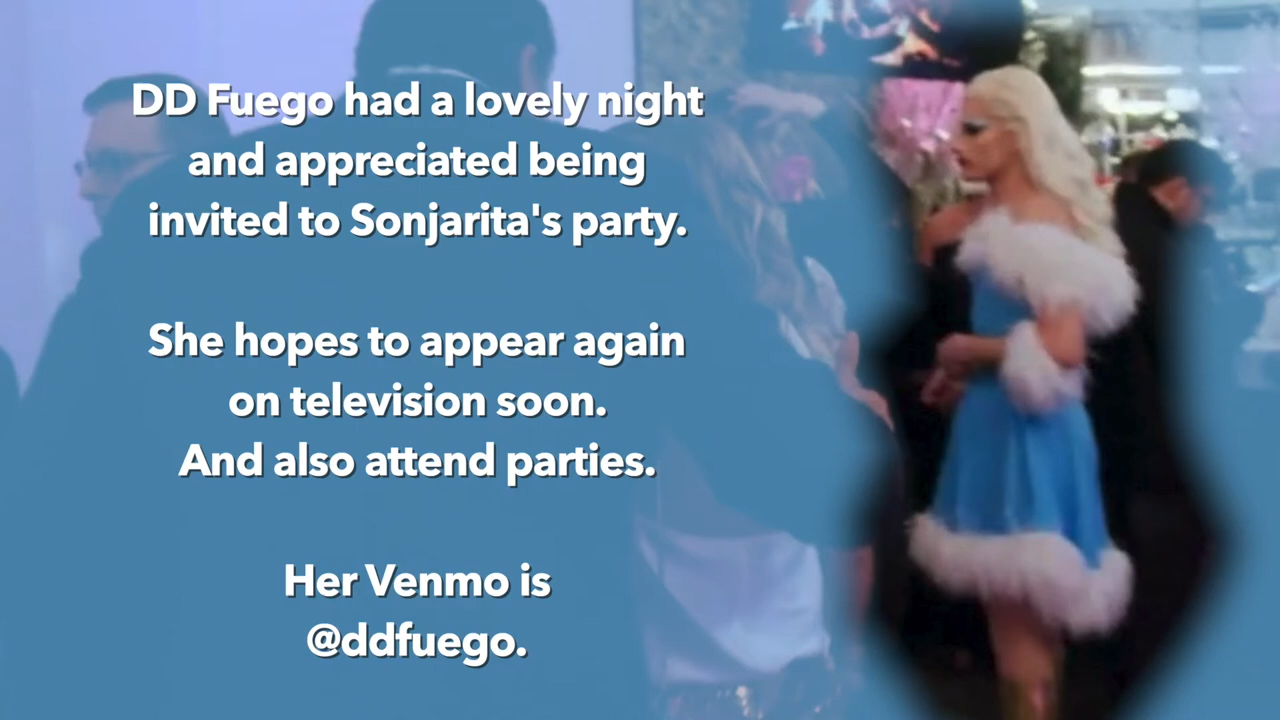 DD Fuego had a lovely night
and appreciated being
invited to Sonjarita's party.
She hopes to appear again
on television soon.
And also attend parties.
Her Venmo is
@ddfuego.